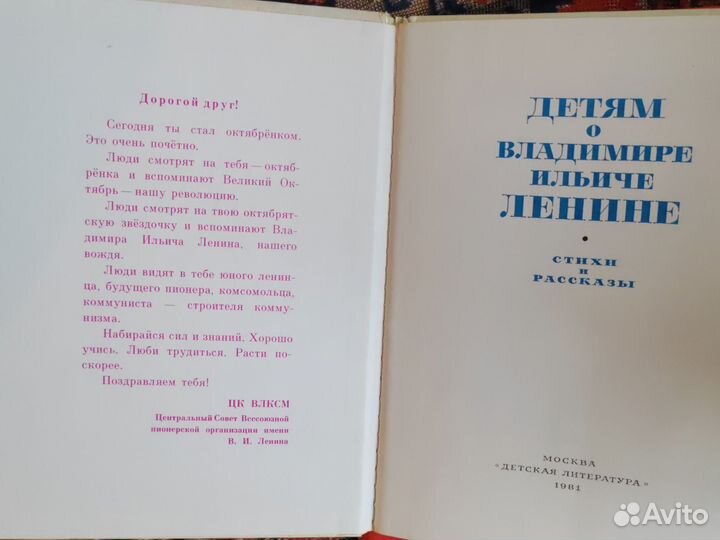 Дорогой друг!
Сегодня ты стал октябрёнком.
Это очень почётно.
Люди смотрят на тебя — октяб-
рёнка и вспоминают Великий Ок-
тябрь — нашу революцию.
Люди смотрят на твою октябрят-
скую звёздочку и вспоминают Вла-
димира Ильича Ленина, нашего
вождя.
Люди видят в тебе юного ленин-
ца, будущего пионера, комсомольца,
коммуниста — строителя комму-
низма.
Набирайся сил и знаний. Хорошо
учись. Люби трудиться. Расти по-
скорее.
Поздравляем тебя!
ЦК ВЛКСМ
Центральный Совет Всесоюзной
пионерской организации имени
В. И. Ленина
ДЕТЯМ
О
ВЛАДИМИРЕ
ИЛЬИЧЕ
ЛЕНИНЕ
СТИХИ
И
РАССКАЗЫ
МОСКВА
"ДЕТСКАЯ ЛИТЕРАТУРА"
1981
Avito